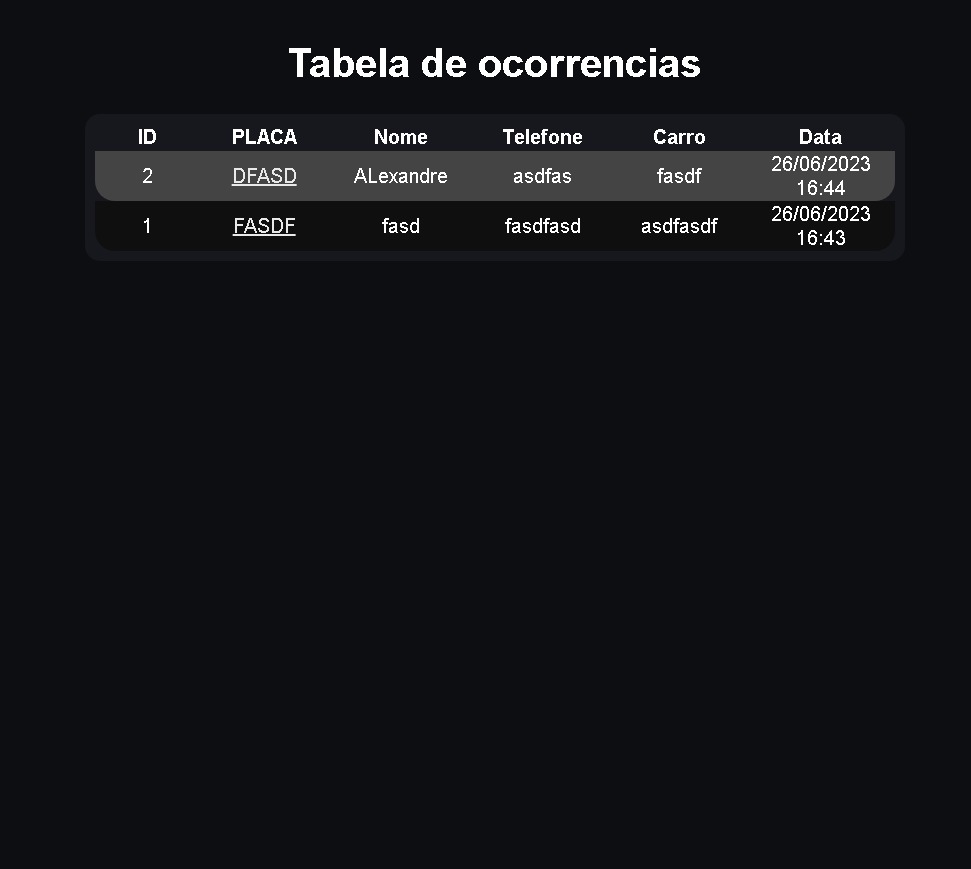 Tabela de ocorrencias
ID PLACA Nome Telefone Carro Data
2 DFASD ALexandre asdfas fasdf 26/06/2023
16:44
1 FASDF fasd fasdfasd asdfasdf 26/06/2023
16:43